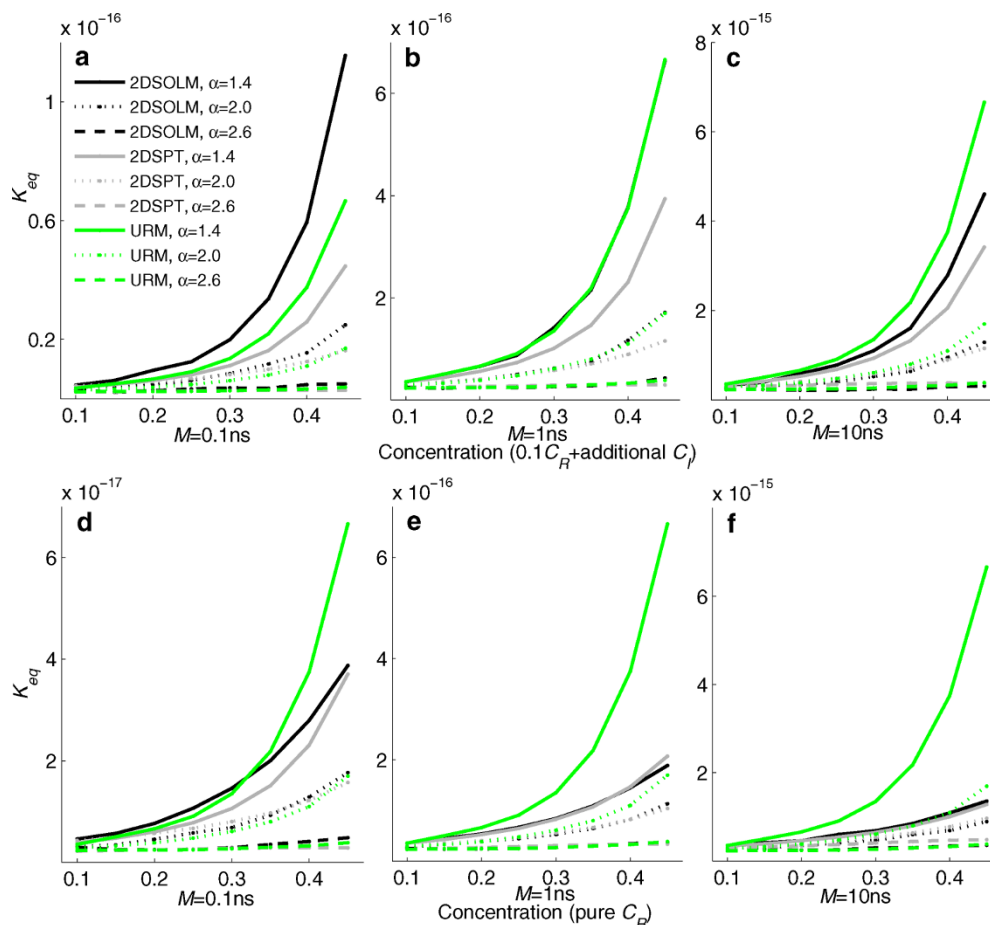 x 10⁻¹⁶
x 10⁻¹⁶
x 10⁻¹⁵
a
b
c
2DSOLM, α=1.4
2DSOLM, α=2.0
2DSOLM, α=2.6
2DSPT, α=1.4
2DSPT, α=2.0
2DSPT, α=2.6
URM, α=1.4
URM, α=2.0
URM, α=2.6
K_eq
1
0.6
0.2
6
4
2
8
6
4
2
0.1 0.2 0.3 0.4
0.1 0.2 0.3 0.4
0.1 0.2 0.3 0.4
M=0.1ns
M=1ns
M=10ns
Concentration (0.1C_R+additional C_I)
x 10⁻¹⁷
x 10⁻¹⁶
x 10⁻¹⁵
d
e
f
K_eq
6
4
2
6
4
2
6
4
2
0.1 0.2 0.3 0.4
0.1 0.2 0.3 0.4
0.1 0.2 0.3 0.4
M=0.1ns
M=1ns
M=10ns
Concentration (pure C_R)